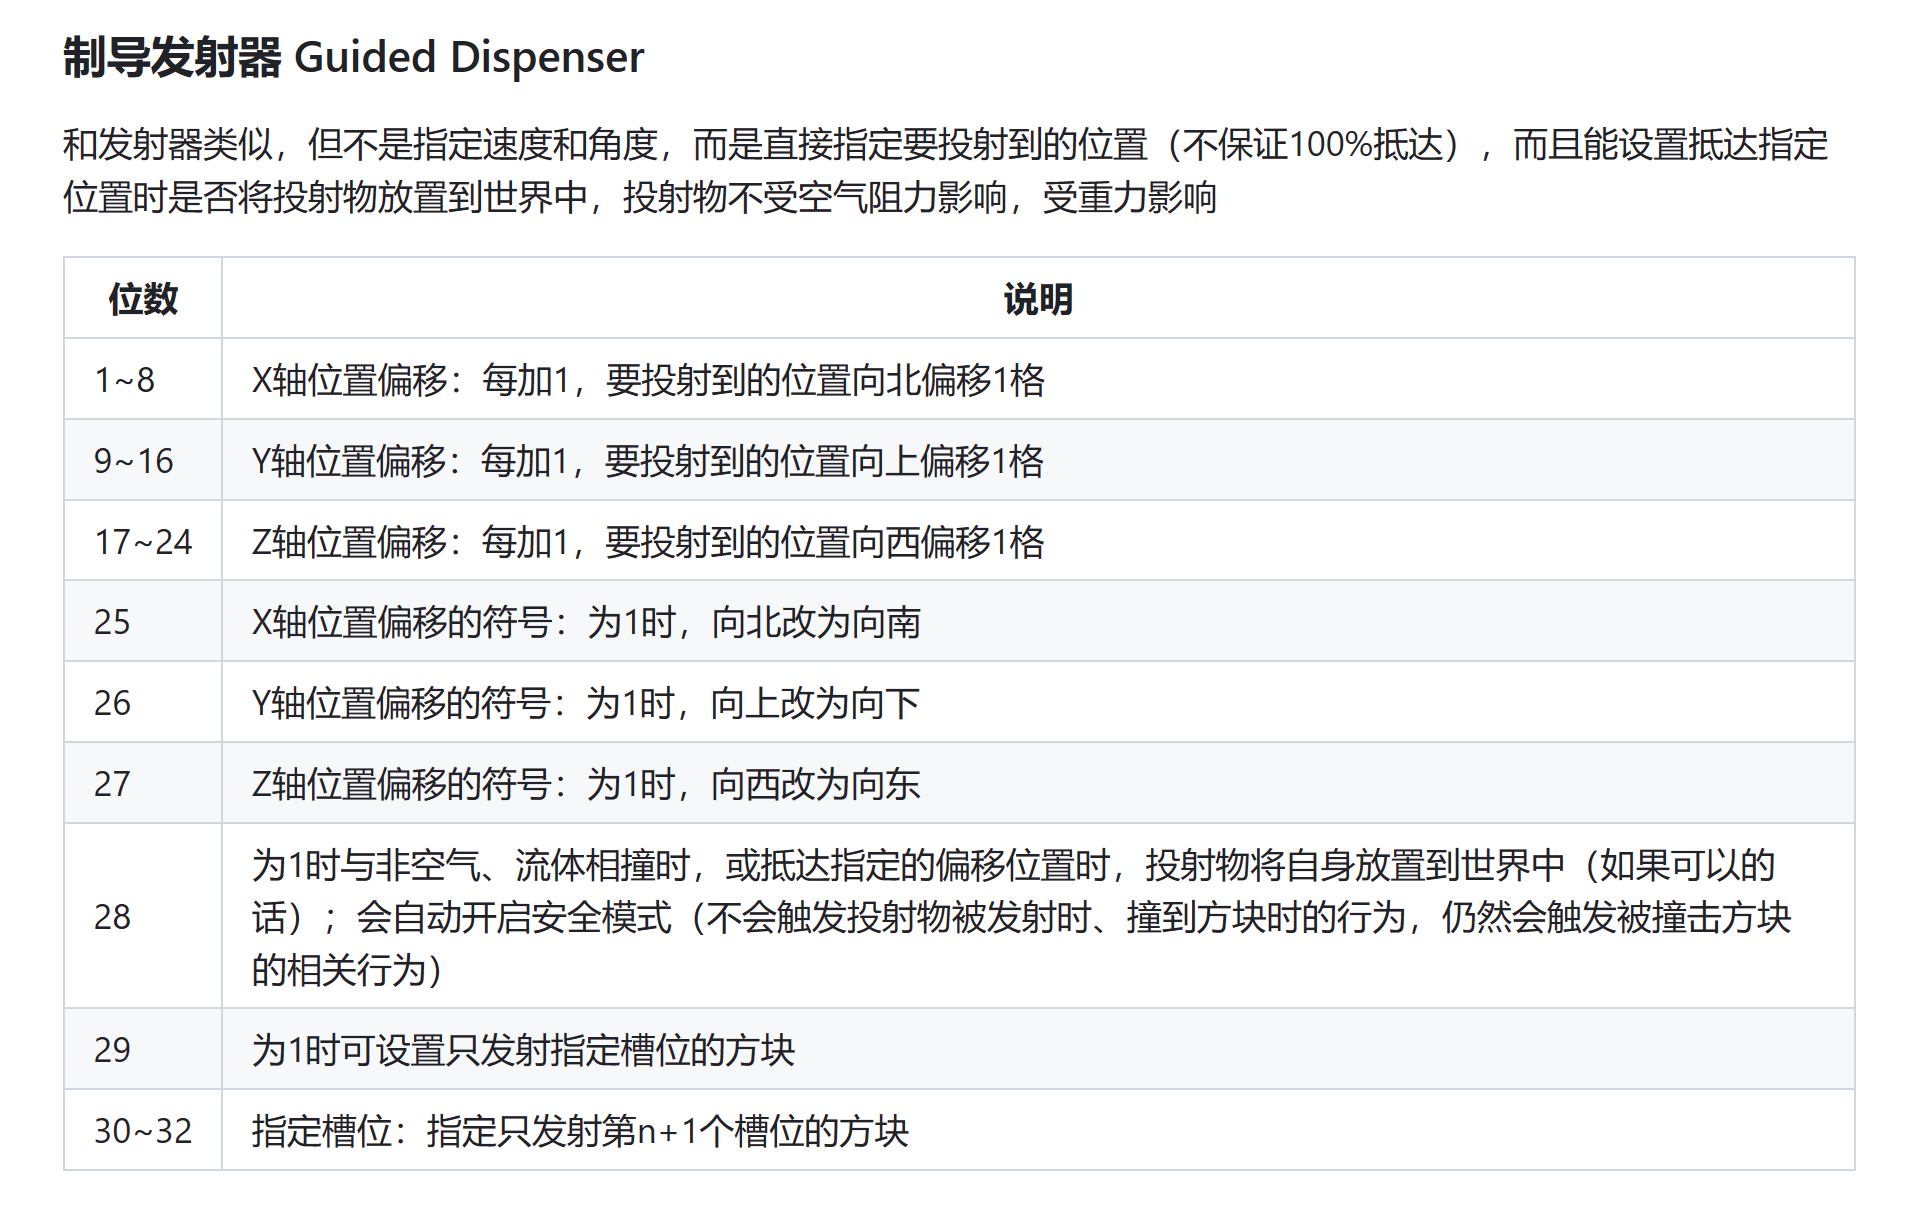 制导发射器 Guided Dispenser
和发射器类似，但不是指定速度和角度，而是直接指定要投射到的位置（不保证100%抵达），而且能设置抵达指定
位置时是否将投射物放置到世界中，投射物不受空气阻力影响，受重力影响
位数 说明
1~8 X轴位置偏移：每加1，要投射到的位置向北偏移1格
9~16 Y轴位置偏移：每加1，要投射到的位置向上偏移1格
17~24 Z轴位置偏移：每加1，要投射到的位置向西偏移1格
25 X轴位置偏移的符号：为1时，向北改为向南
26 Y轴位置偏移的符号：为1时，向上改为向下
27 Z轴位置偏移的符号：为1时，向西改为向东
为1时与非空气、流体相撞时，或抵达指定的偏移位置时，投射物将自身放置到世界中（如果可以的
28 话）；会自动开启安全模式（不会触发投射物被发射时、撞到方块时的行为，仍然会触发被撞击方块
的相关行为）
29 为1时可设置只发射指定槽位的方块
30~32 指定槽位：指定只发射第n+1个槽位的方块